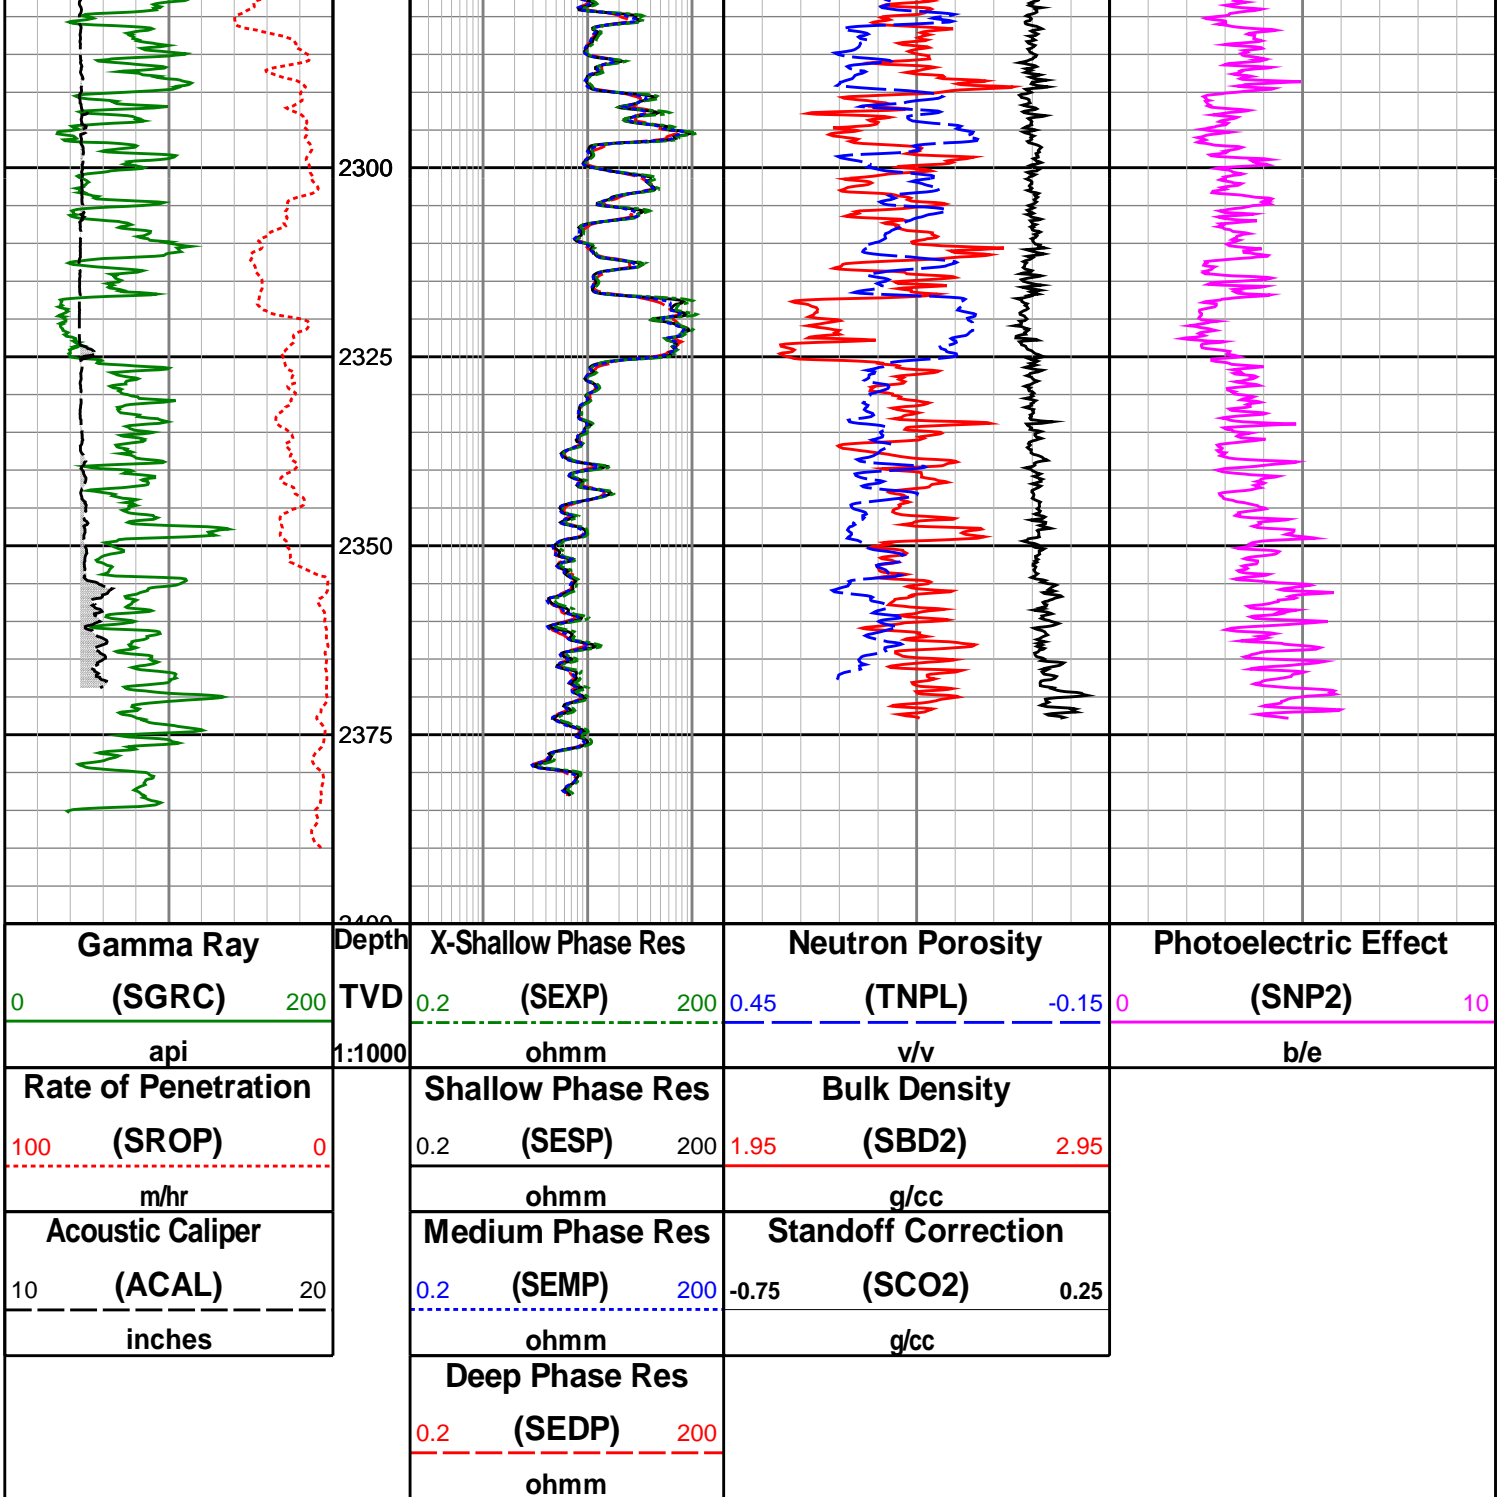 2300
2325
2350
2375
2400
Gamma Ray
(SGRC)
0 200
api
Rate of Penetration
(SROP)
100 0
m/hr
Acoustic Caliper
(ACAL)
10 20
inches
Depth
TVD
1:1000
X-Shallow Phase Res
(SEXP)
0.2 200
ohmm
Shallow Phase Res
(SESP)
0.2 200
ohmm
Medium Phase Res
(SEMP)
0.2 200
ohmm
Deep Phase Res
(SEDP)
0.2 200
ohmm
Neutron Porosity
(TNPL)
0.45 -0.15
v/v
Bulk Density
(SBD2)
1.95 2.95
g/cc
Standoff Correction
(SCO2)
-0.75 0.25
g/cc
Photoelectric Effect
(SNP2)
0 10
b/e